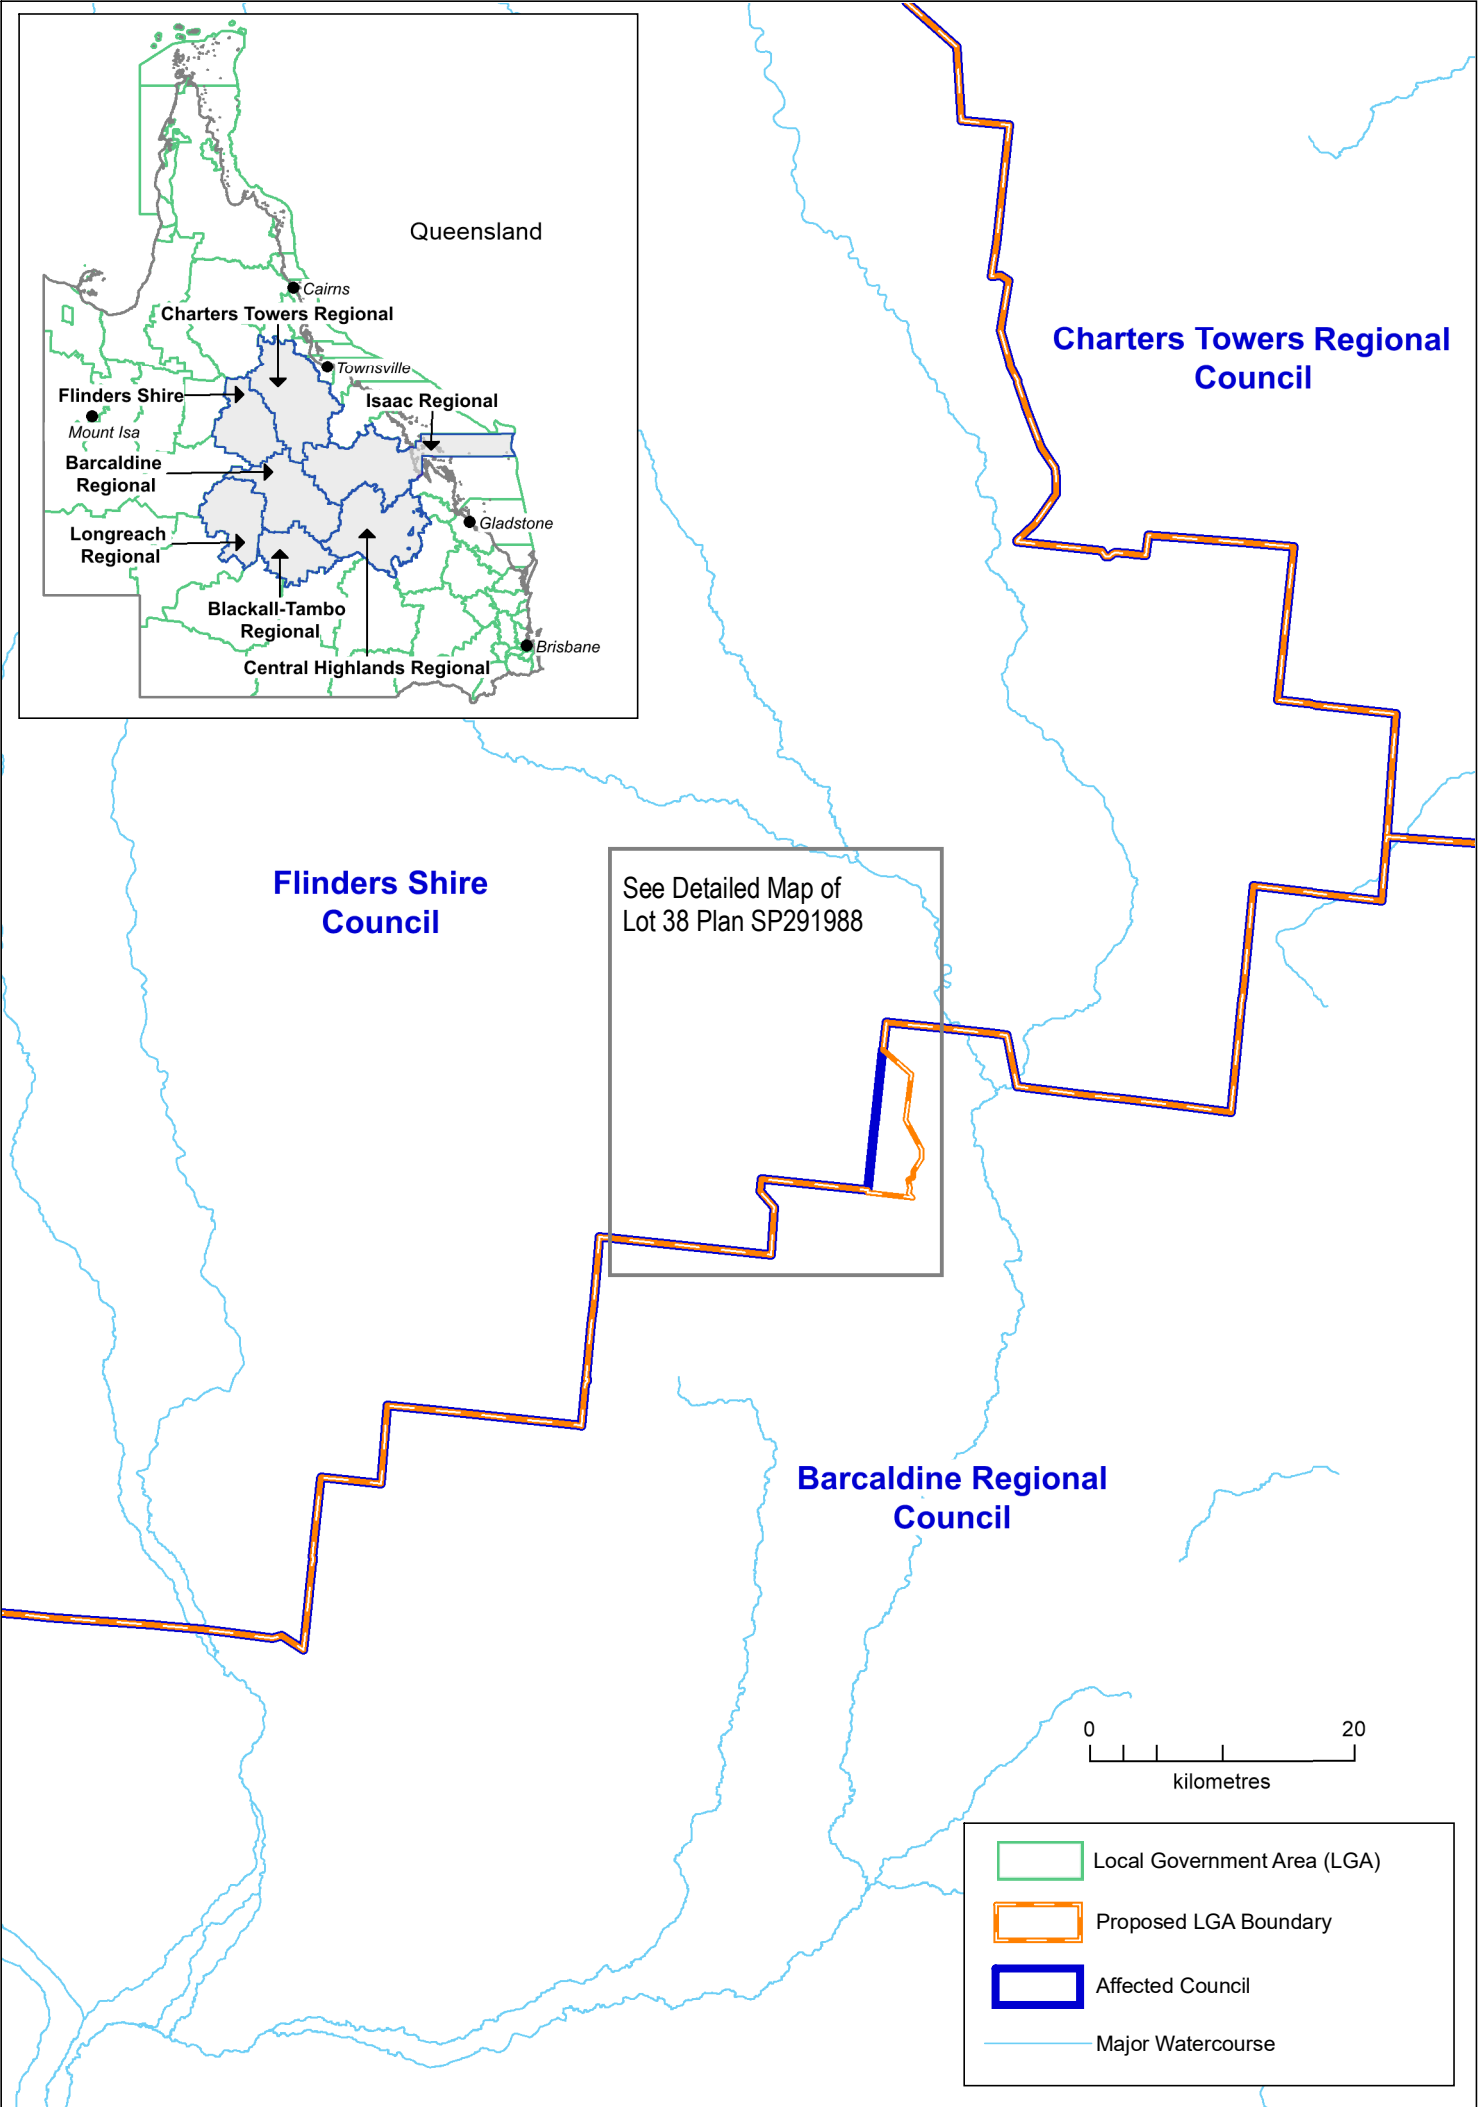 Queensland
Cairns
Charters Towers Regional
Townsville
Flinders Shire
Isaac Regional
Mount Isa
Barcaldine
Regional
Longreach
Regional
Gladstone
Blackall-Tambo
Regional
Brisbane
Central Highlands Regional
Charters Towers Regional
Council
Flinders Shire
Council
See Detailed Map of
Lot 38 Plan SP291988
Barcaldine Regional
Council
0 20
kilometres
Local Government Area (LGA)
Proposed LGA Boundary
Affected Council
Major Watercourse